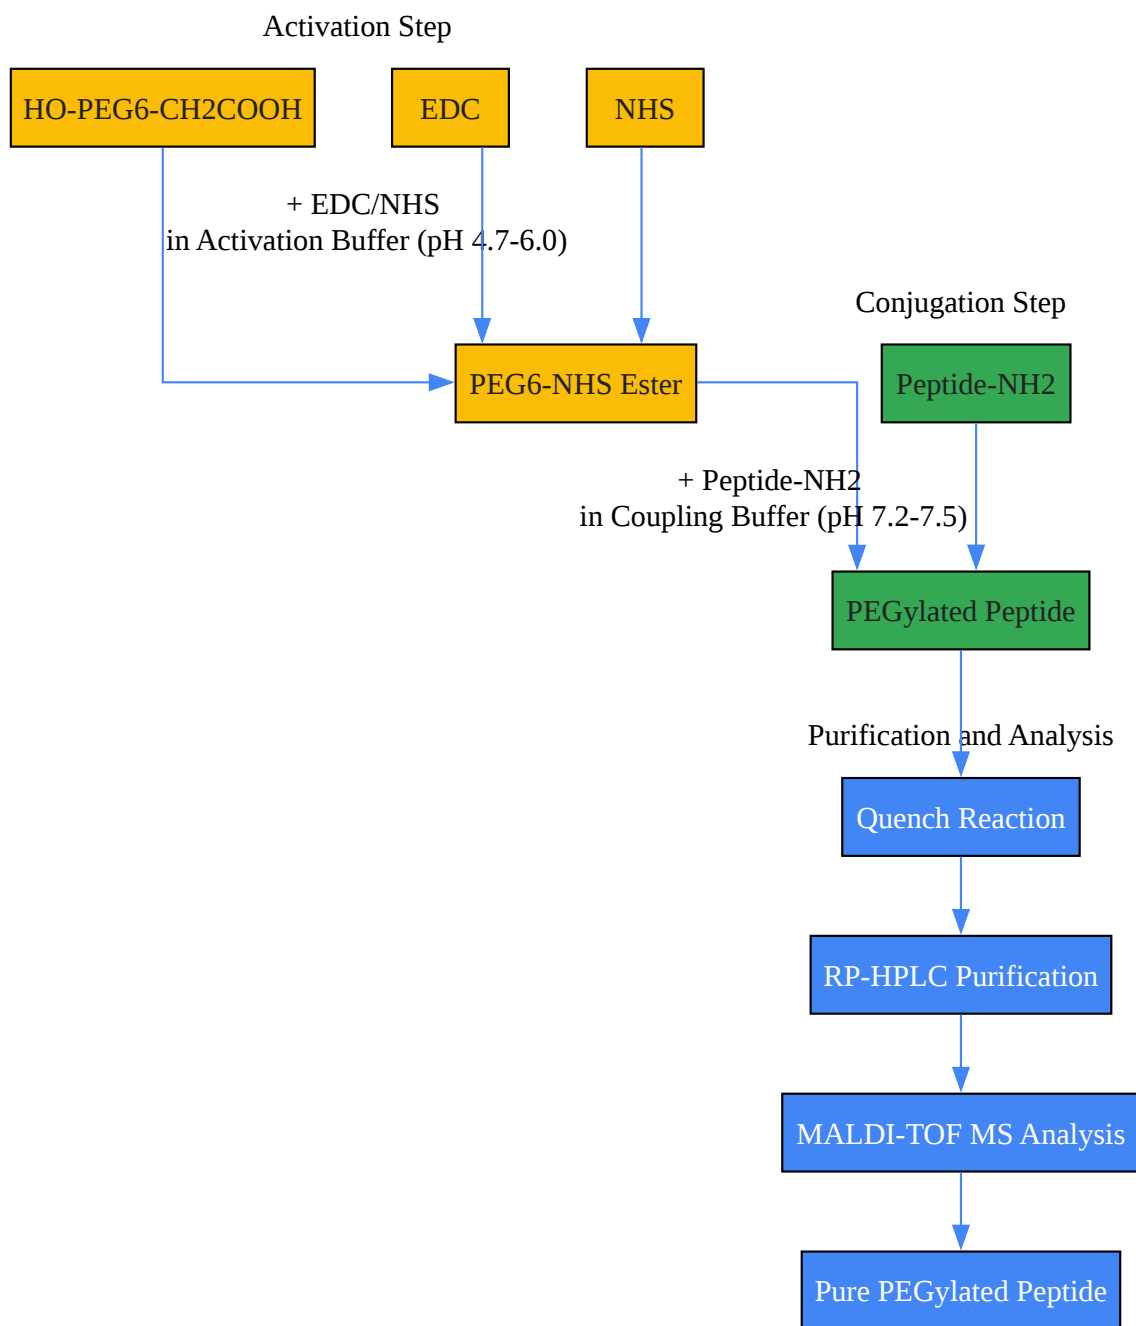 Activation Step
HO-PEG6-CH2COOH
EDC
NHS
+ EDC/NHS
in Activation Buffer (pH 4.7-6.0)
Conjugation Step
PEG6-NHS Ester
Peptide-NH2
+ Peptide-NH2
in Coupling Buffer (pH 7.2-7.5)
PEGylated Peptide
Purification and Analysis
Quench Reaction
RP-HPLC Purification
MALDI-TOF MS Analysis
Pure PEGylated Peptide